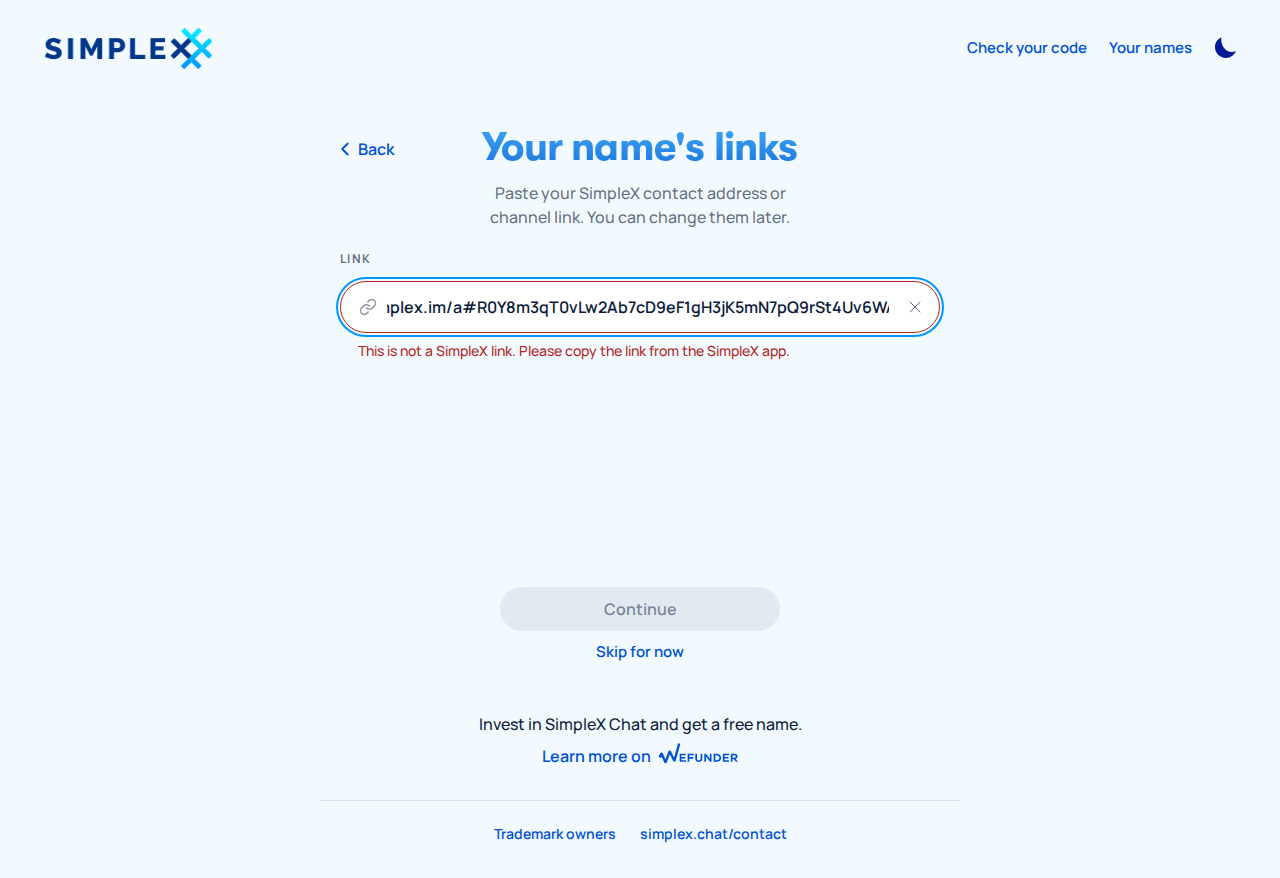 SIMPLEX
Check your code
Your names
Back
Your name's links
Paste your SimpleX contact address or
channel link. You can change them later.
LINK
nplex.im/a#R0Y8m3qT0vLw2Ab7cD9eF1gH3jK5mN7pQ9rSt4Uv6W
This is not a SimpleX link. Please copy the link from the SimpleX app.
Continue
Skip for now
Invest in SimpleX Chat and get a free name.
Learn more on WEFUNDER
Trademark owners
simplex.chat/contact